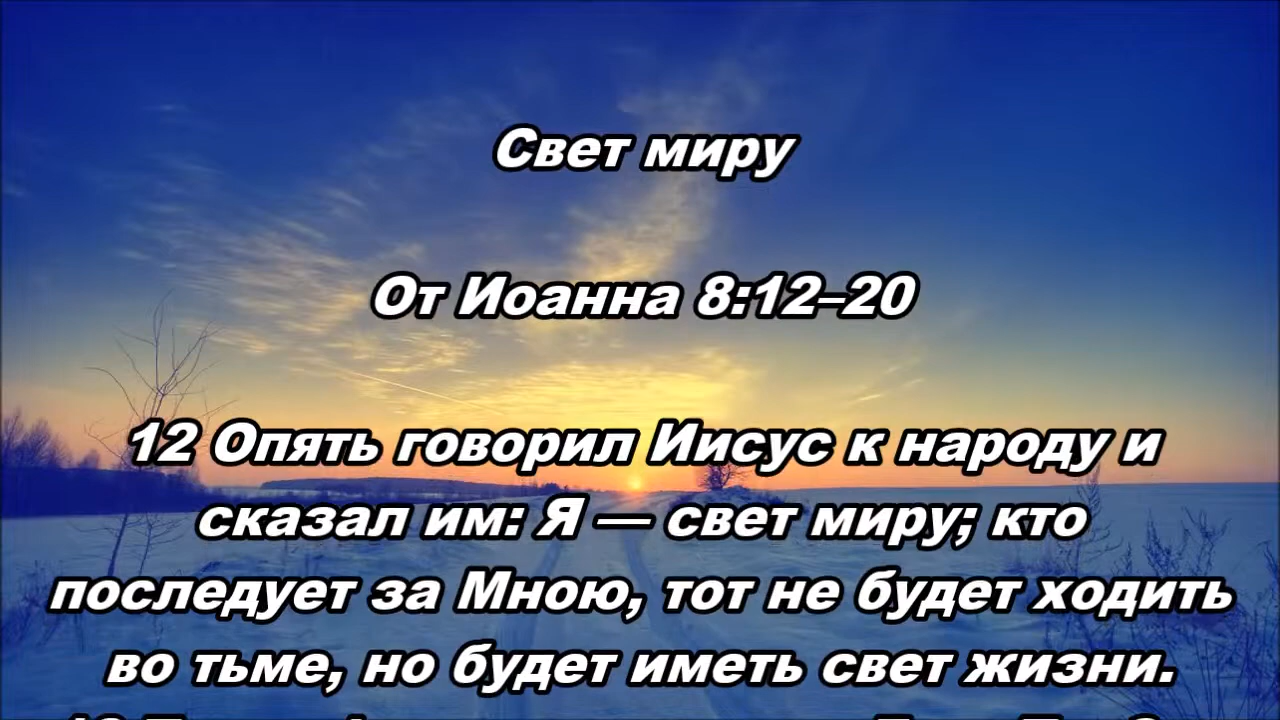 Свет миру
От Иоанна 8:12–20
12 Опять говорил Иисус к народу и
сказал им: Я — свет миру; кто
последует за Мною, тот не будет ходить
во тьме, но будет иметь свет жизни.